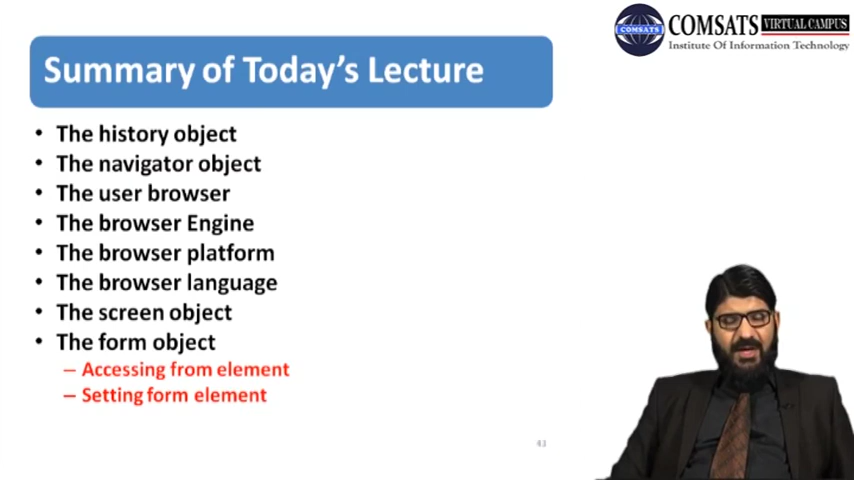 COMSATS VIRTUAL CAMPUS
COMSATS
Institute Of Information Technology
Summary of Today's Lecture
• The history object
• The navigator object
• The user browser
• The browser Engine
• The browser platform
• The browser language
• The screen object
• The form object
– Accessing from element
– Setting form element
43